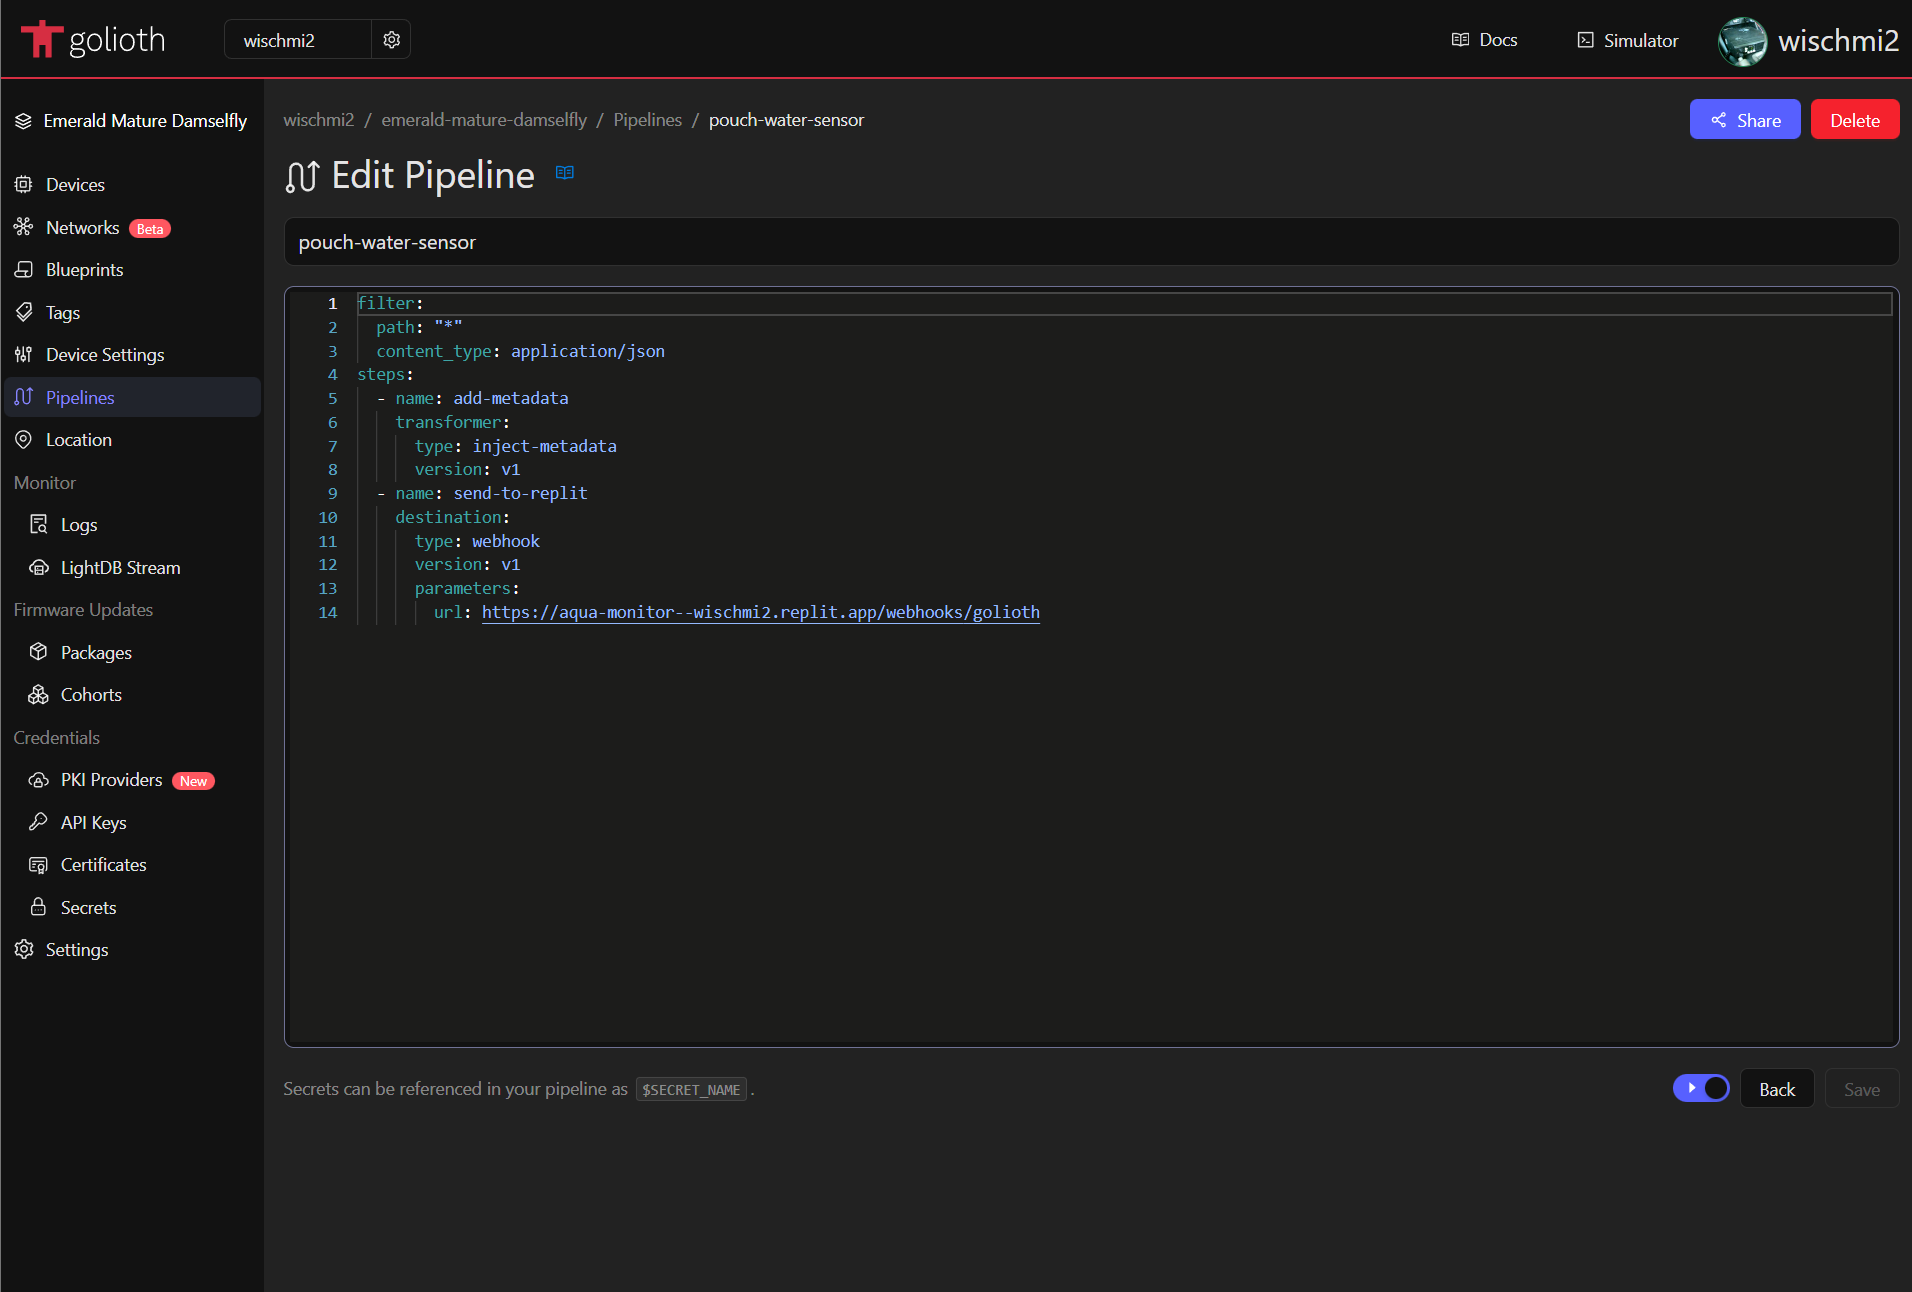 golioth
wischmi2
Docs
Simulator
wischmi2
Emerald Mature Damselfly
Devices
Networks Beta
Blueprints
Tags
Device Settings
Pipelines
Location
Monitor
Logs
LightDB Stream
Firmware Updates
Packages
Cohorts
Credentials
PKI Providers New
API Keys
Certificates
Secrets
Settings
wischmi2 / emerald-mature-damselfly / Pipelines / pouch-water-sensor
Share
Delete
Edit Pipeline
pouch-water-sensor
1 filter:
2 path: "*"
3 content_type: application/json
4 steps:
5 - name: add-metadata
6 transformer:
7 type: inject-metadata
8 version: v1
9 - name: send-to-replit
10 destination:
11 type: webhook
12 version: v1
13 parameters:
14 url: https://aqua-monitor--wischmi2.replit.app/webhooks/golioth
Secrets can be referenced in your pipeline as $SECRET_NAME .
Back
Save